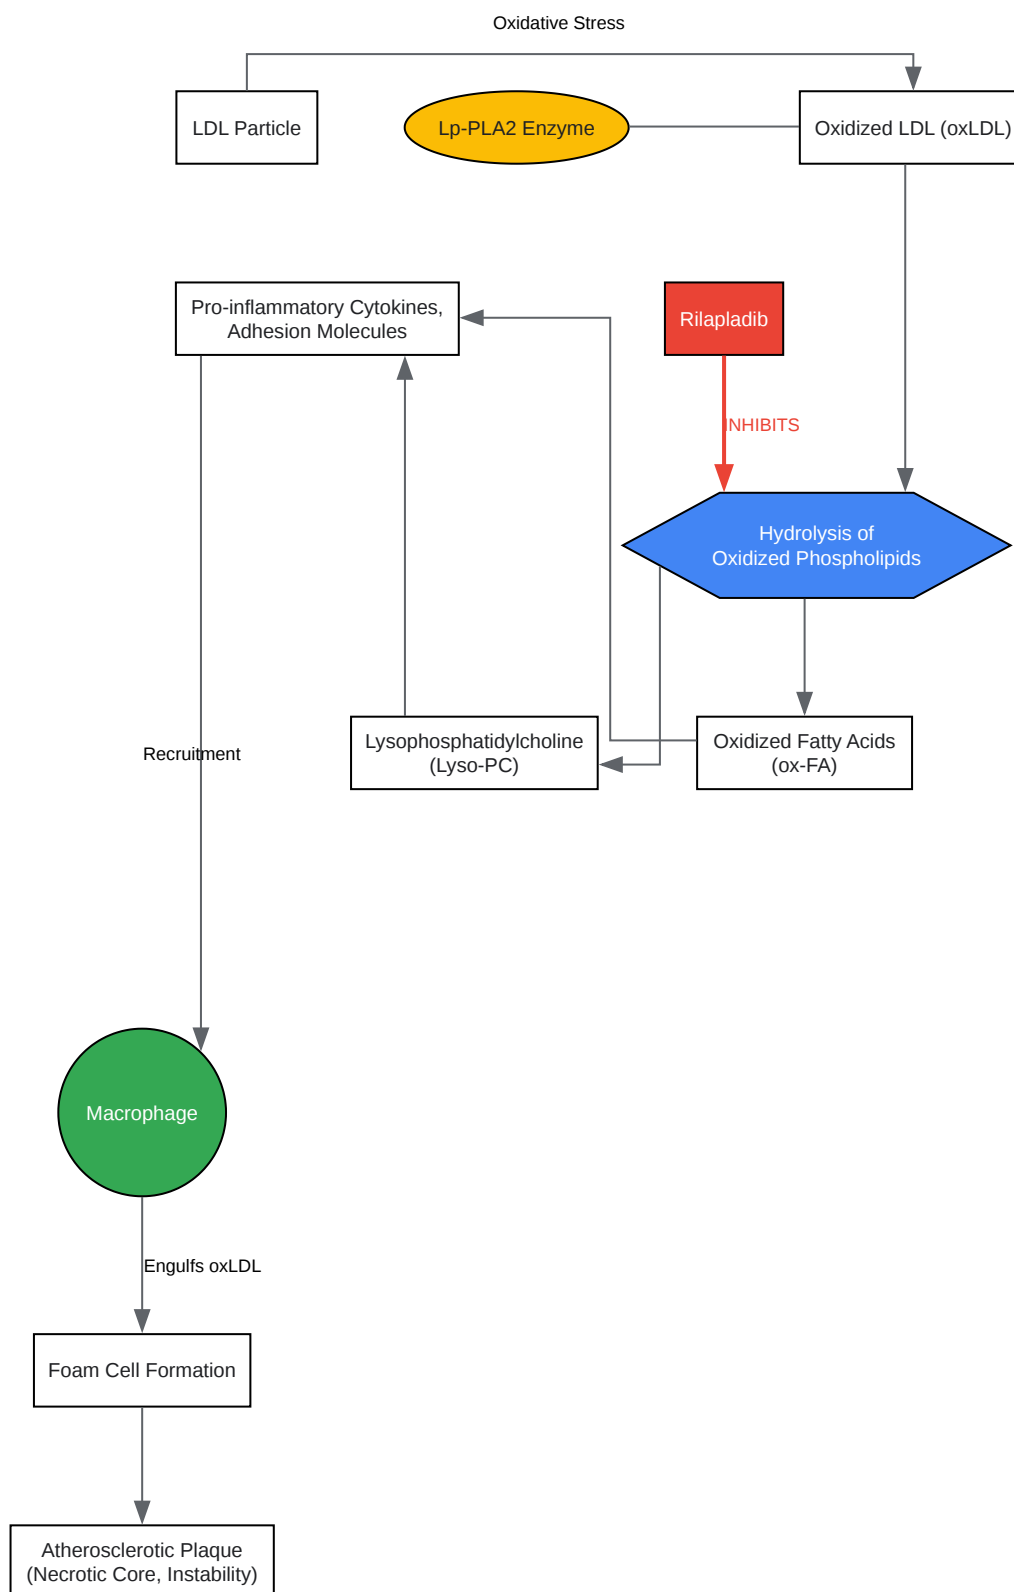 Oxidative Stress
LDL Particle
Lp-PLA2 Enzyme
Oxidized LDL (oxLDL)
Pro-inflammatory Cytokines,
Adhesion Molecules
Rilapladib
INHIBITS
Hydrolysis of
Oxidized Phospholipids
Lysophosphatidylcholine
(Lyso-PC)
Oxidized Fatty Acids
(ox-FA)
Recruitment
Macrophage
Engulfs oxLDL
Foam Cell Formation
Atherosclerotic Plaque
(Necrotic Core, Instability)